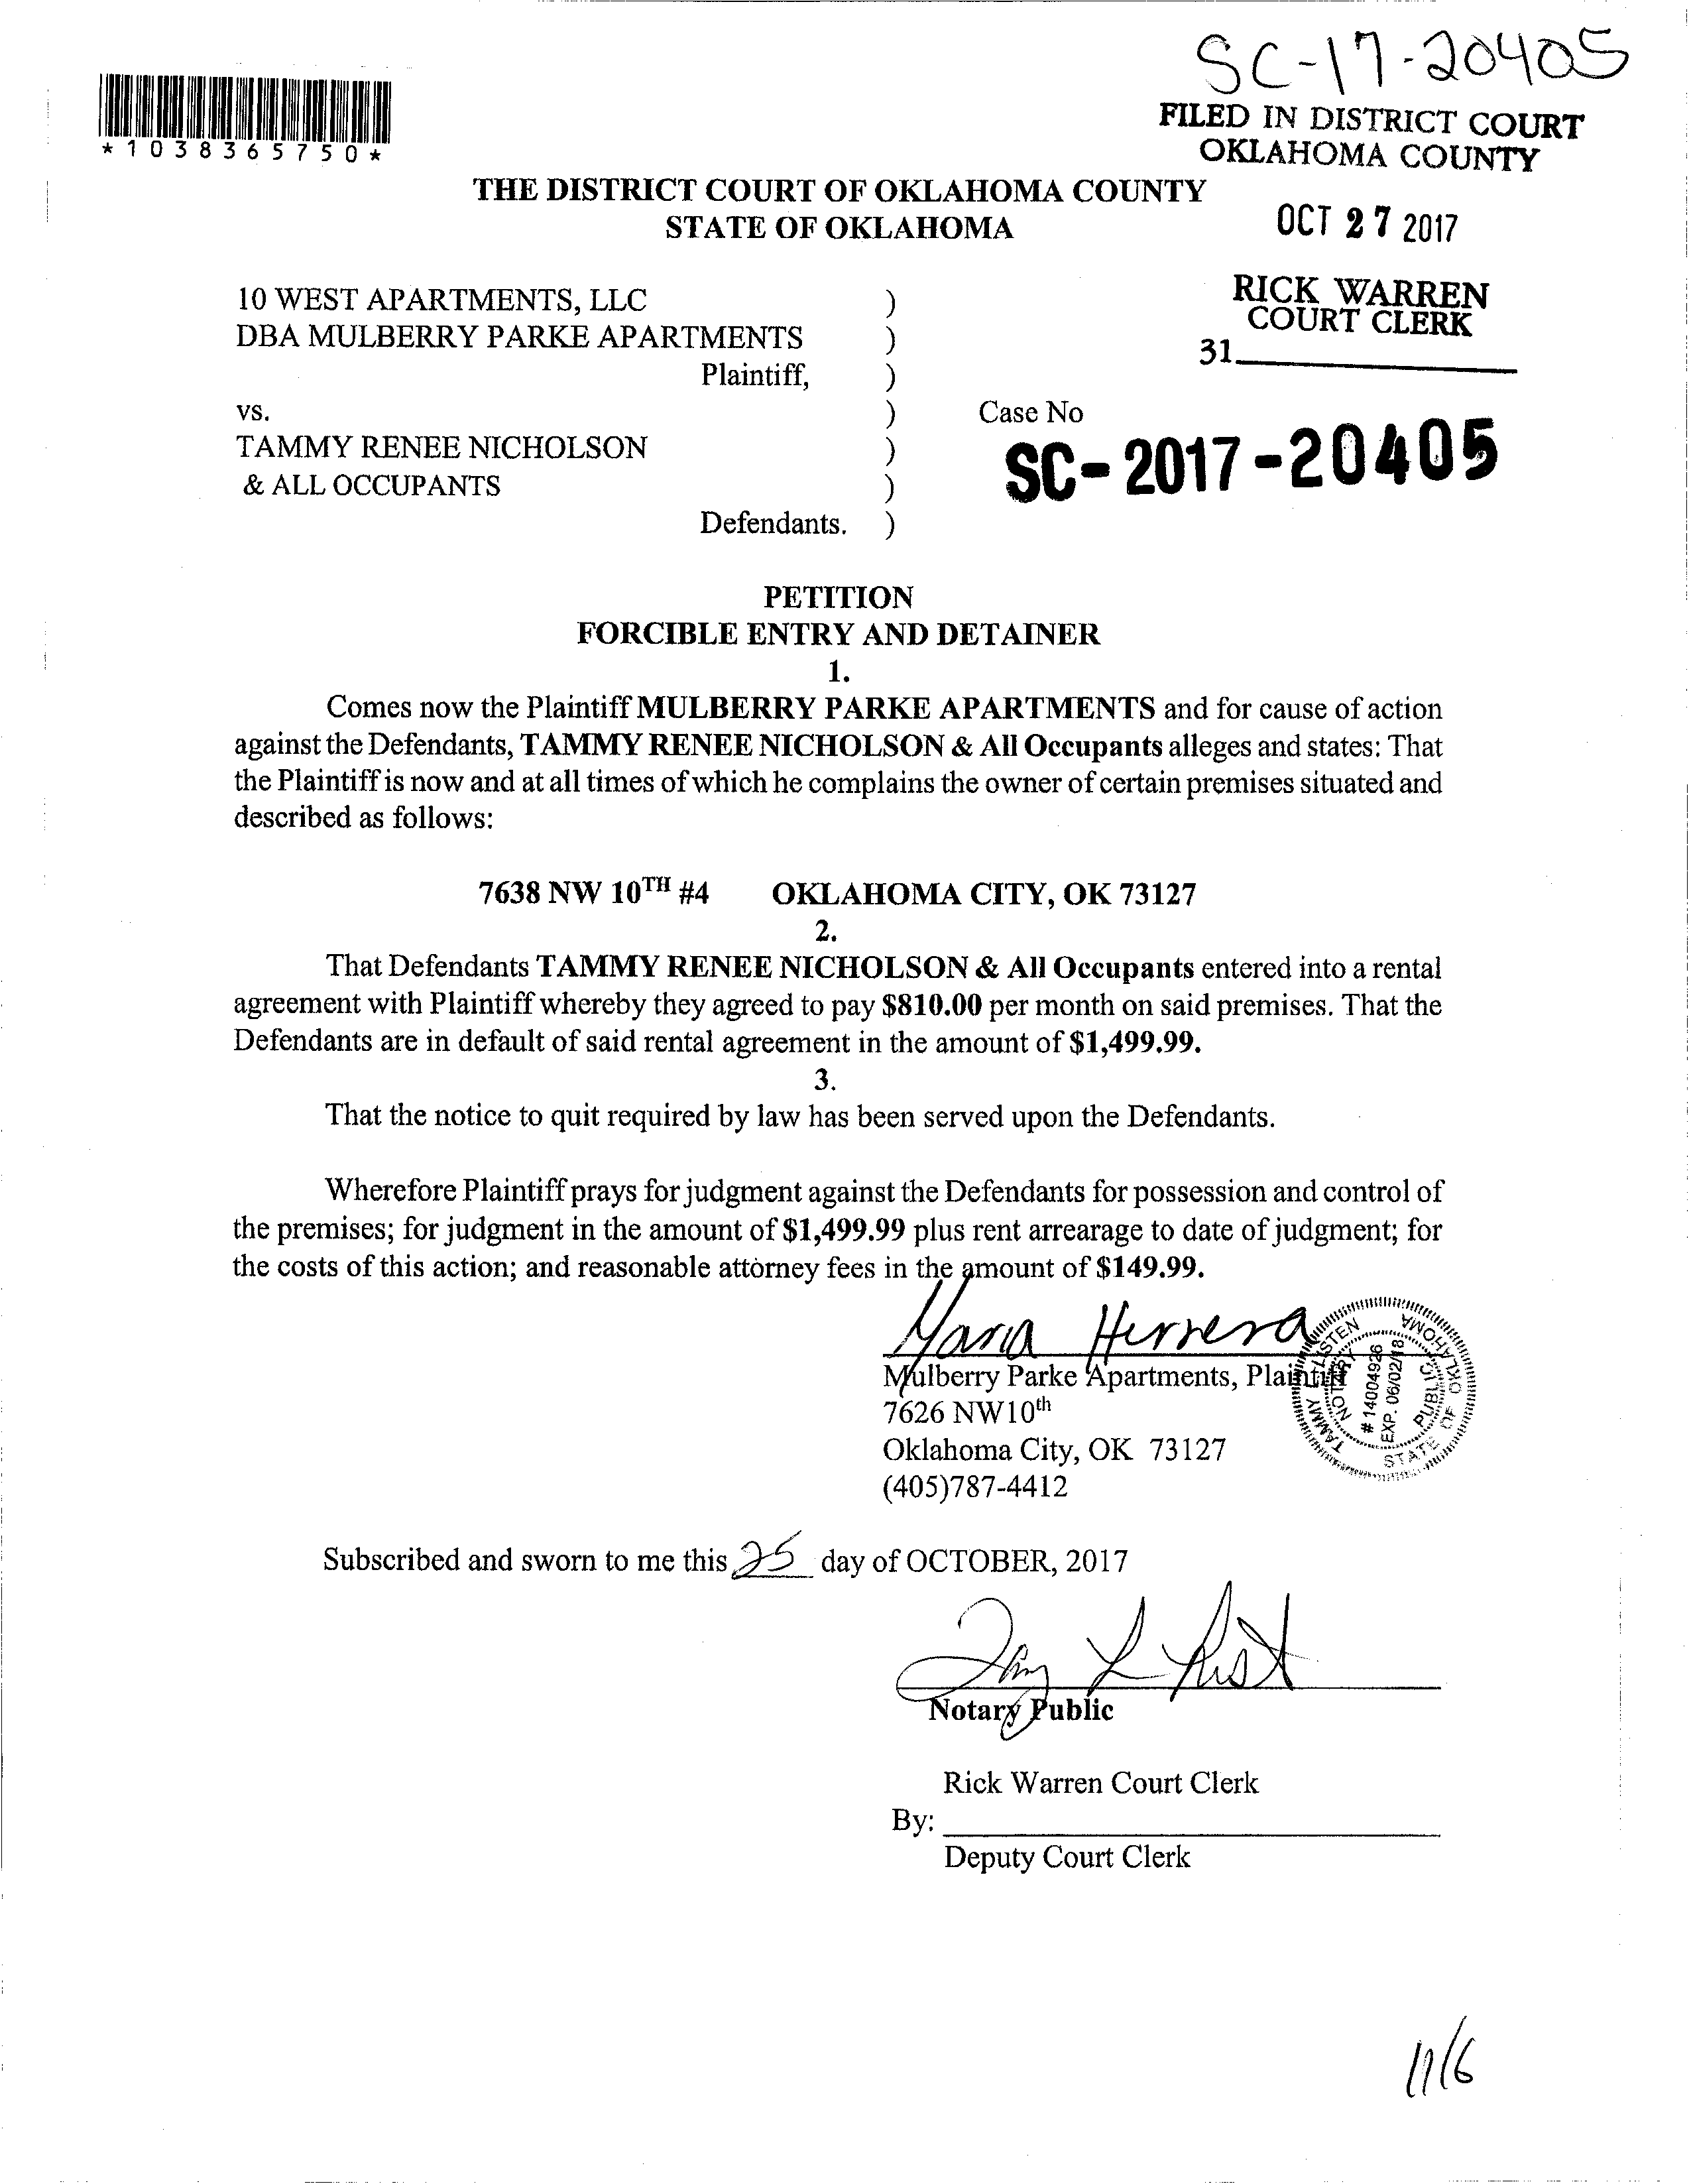 SC-17-20405
*1038365750*
FILED IN DISTRICT COURT
OKLAHOMA COUNTY
THE DISTRICT COURT OF OKLAHOMA COUNTY
STATE OF OKLAHOMA
OCT 27 2017
RICK WARREN
COURT CLERK
31
10 WEST APARTMENTS, LLC )
DBA MULBERRY PARKE APARTMENTS )
Plaintiff, )
vs. ) Case No
TAMMY RENEE NICHOLSON ) SC-2017-20405
& ALL OCCUPANTS )
Defendants. )
PETITION
FORCIBLE ENTRY AND DETAINER
1.
Comes now the Plaintiff MULBERRY PARKE APARTMENTS and for cause of action
against the Defendants, TAMMY RENEE NICHOLSON & All Occupants alleges and states: That
the Plaintiff is now and at all times of which he complains the owner of certain premises situated and
described as follows:
7638 NW 10TH #4 OKLAHOMA CITY, OK 73127
2.
That Defendants TAMMY RENEE NICHOLSON & All Occupants entered into a rental
agreement with Plaintiff whereby they agreed to pay $810.00 per month on said premises. That the
Defendants are in default of said rental agreement in the amount of $1,499.99.
3.
That the notice to quit required by law has been served upon the Defendants.
Wherefore Plaintiff prays for judgment against the Defendants for possession and control of
the premises; for judgment in the amount of $1,499.99 plus rent arrearage to date of judgment; for
the costs of this action; and reasonable attorney fees in the amount of $149.99.
Maria Herrera
Mulberry Parke Apartments, Plaintiff
7626 NW10th
Oklahoma City, OK 73127
(405)787-4412
TAMMY L LISTEN
NOTARY PUBLIC
# 14004926
EXP. 06/02/18
STATE OF OKLAHOMA
Subscribed and sworn to me this 25 day of OCTOBER, 2017
Notary Public
Rick Warren Court Clerk
By:
Deputy Court Clerk
11/6